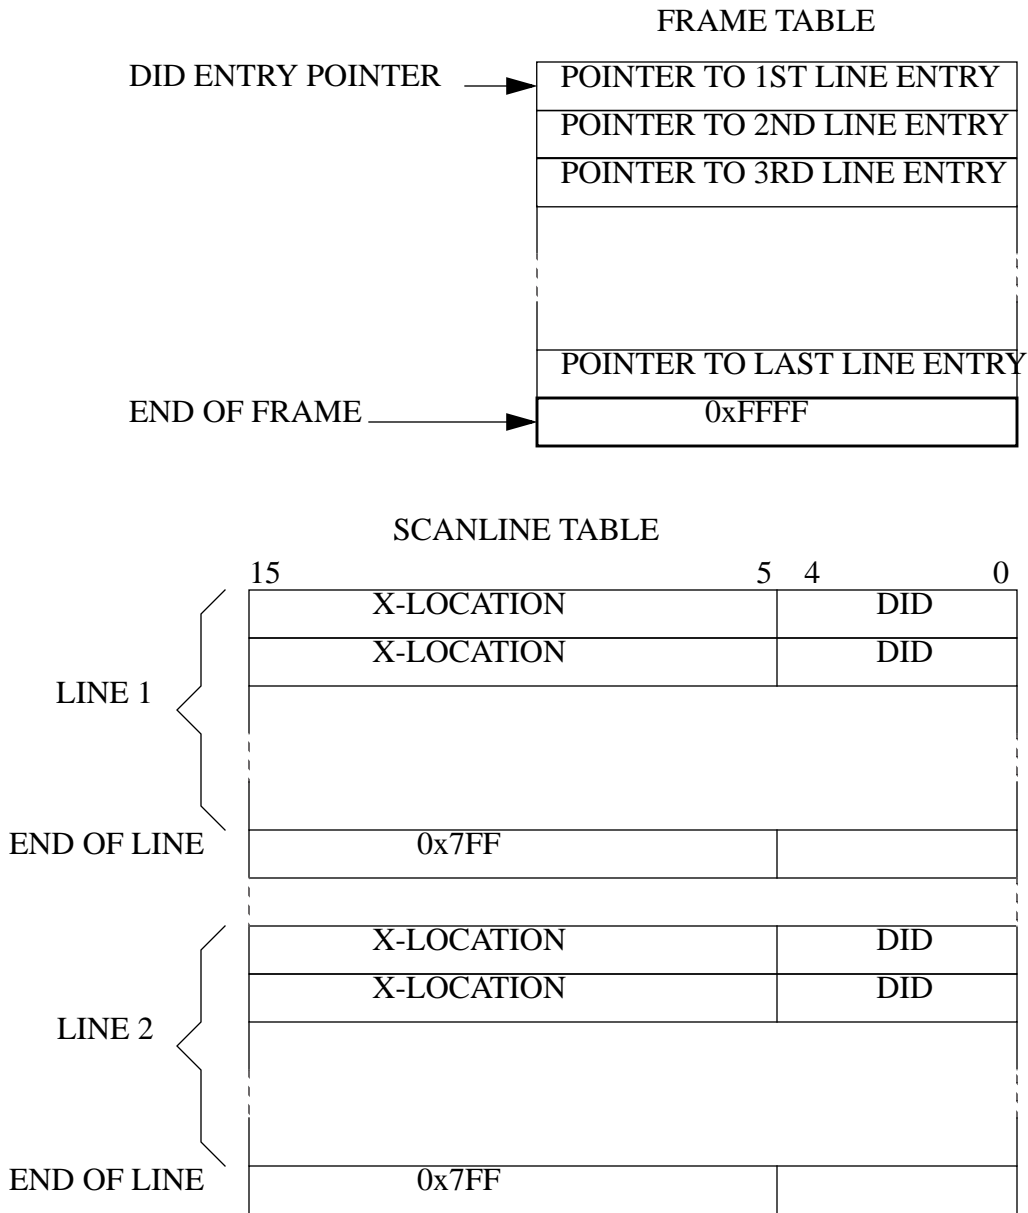 FRAME TABLE
DID ENTRY POINTER
POINTER TO 1ST LINE ENTRY
POINTER TO 2ND LINE ENTRY
POINTER TO 3RD LINE ENTRY
POINTER TO LAST LINE ENTRY
END OF FRAME
0xFFFF
SCANLINE TABLE
15 5 4 0
X-LOCATION DID
X-LOCATION DID
LINE 1
END OF LINE 0x7FF
X-LOCATION DID
X-LOCATION DID
LINE 2
END OF LINE 0x7FF